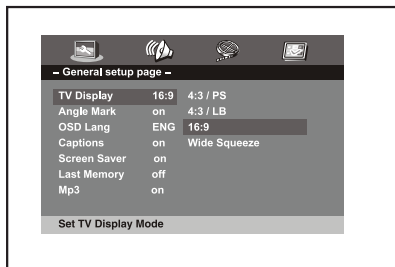 – General setup page –
TV Display 16:9 4:3 / PS
Angle Mark on 4:3 / LB
OSD Lang ENG 16:9
Captions on Wide Squeeze
Screen Saver on
Last Memory off
Mp3 on
Set TV Display Mode